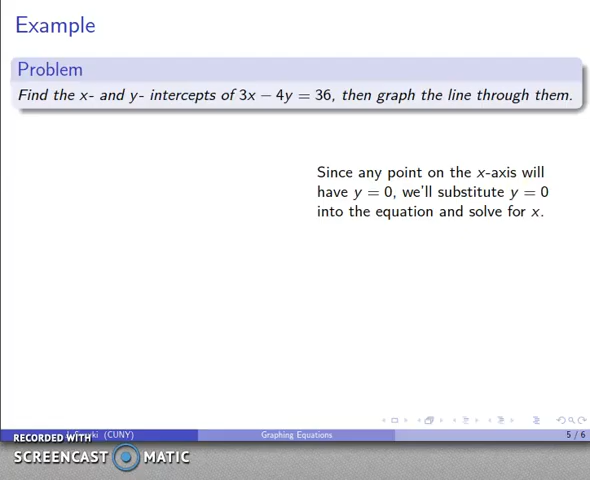 Example
Problem
Find the x- and y- intercepts of 3x − 4y = 36, then graph the line through them.
Since any point on the x-axis will
have y = 0, we'll substitute y = 0
into the equation and solve for x.
(CUNY) Graphing Equations 5 / 6
RECORDED WITH
SCREENCAST MATIC